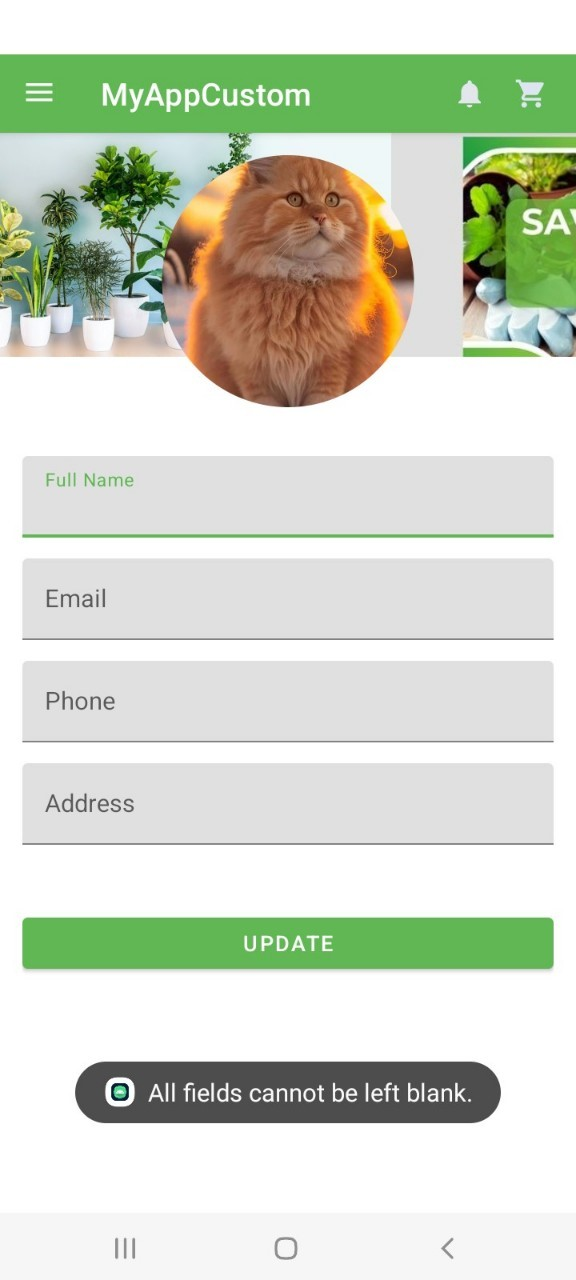 MyAppCustom
SAV
Full Name
Email
Phone
Address
UPDATE
All fields cannot be left blank.